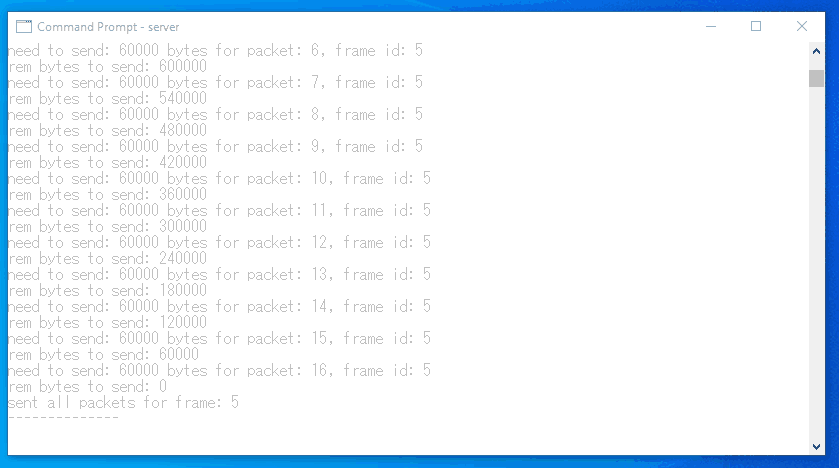 Command Prompt - server
need to send: 60000 bytes for packet: 6, frame id: 5
rem bytes to send: 600000
need to send: 60000 bytes for packet: 7, frame id: 5
rem bytes to send: 540000
need to send: 60000 bytes for packet: 8, frame id: 5
rem bytes to send: 480000
need to send: 60000 bytes for packet: 9, frame id: 5
rem bytes to send: 420000
need to send: 60000 bytes for packet: 10, frame id: 5
rem bytes to send: 360000
need to send: 60000 bytes for packet: 11, frame id: 5
rem bytes to send: 300000
need to send: 60000 bytes for packet: 12, frame id: 5
rem bytes to send: 240000
need to send: 60000 bytes for packet: 13, frame id: 5
rem bytes to send: 180000
need to send: 60000 bytes for packet: 14, frame id: 5
rem bytes to send: 120000
need to send: 60000 bytes for packet: 15, frame id: 5
rem bytes to send: 60000
need to send: 60000 bytes for packet: 16, frame id: 5
rem bytes to send: 0
sent all packets for frame: 5
--------------